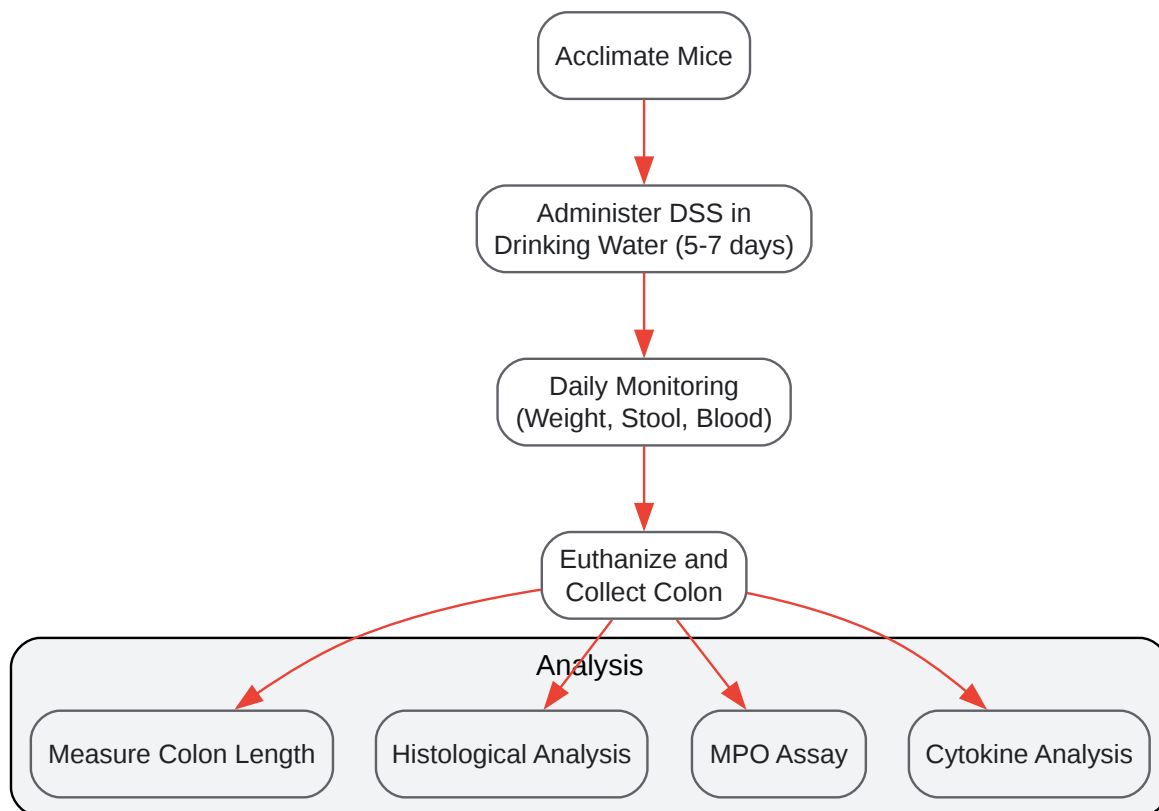 Acclimate Mice
Administer DSS in
Drinking Water (5-7 days)
Daily Monitoring
(Weight, Stool, Blood)
Euthanize and
Collect Colon
Analysis
Measure Colon Length
Histological Analysis
MPO Assay
Cytokine Analysis